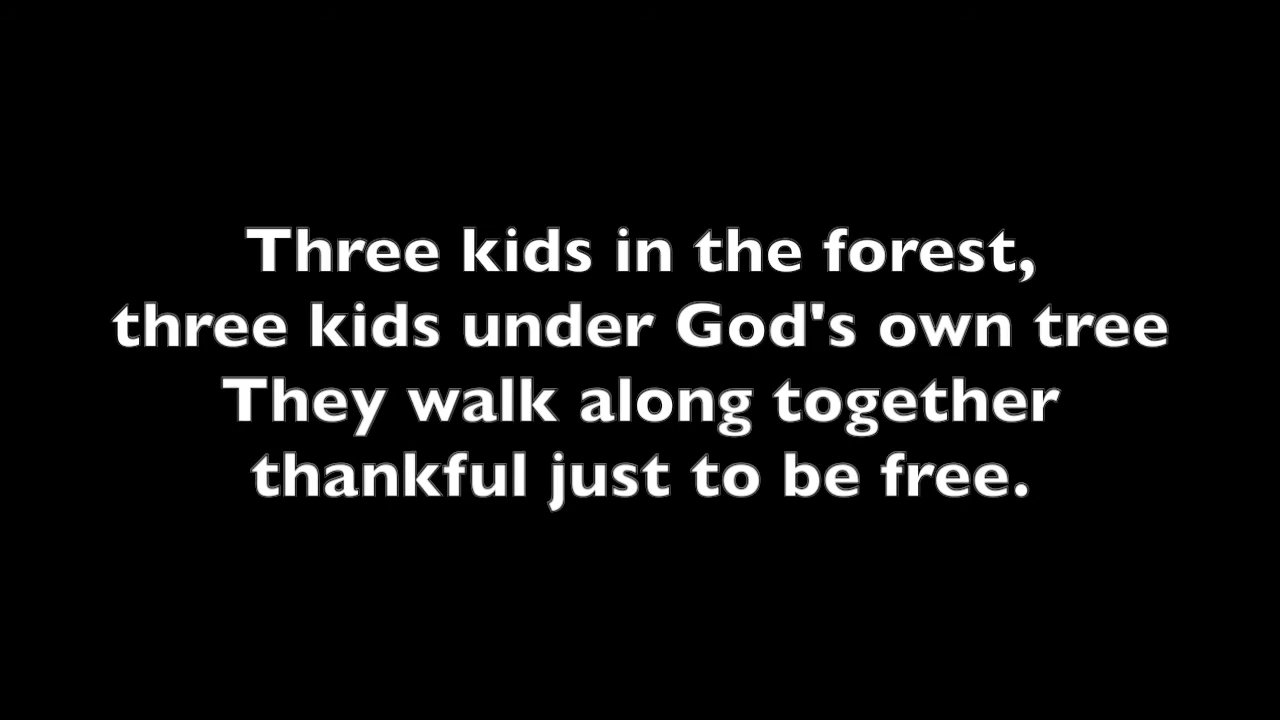 Three kids in the forest,
three kids under God's own tree
They walk along together
thankful just to be free.